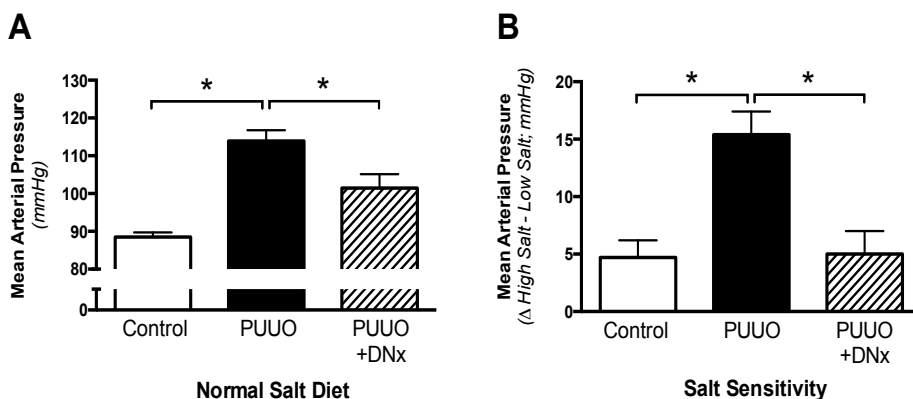 A
Mean Arterial Pressure
(mmHg)
130
120
110
100
90
80
0
*
*
Control
PUUO
PUUO
+DNx
Normal Salt Diet
B
Mean Arterial Pressure
(Δ High Salt - Low Salt; mmHg)
20
15
10
5
0
*
*
Control
PUUO
PUUO
+DNx
Salt Sensitivity